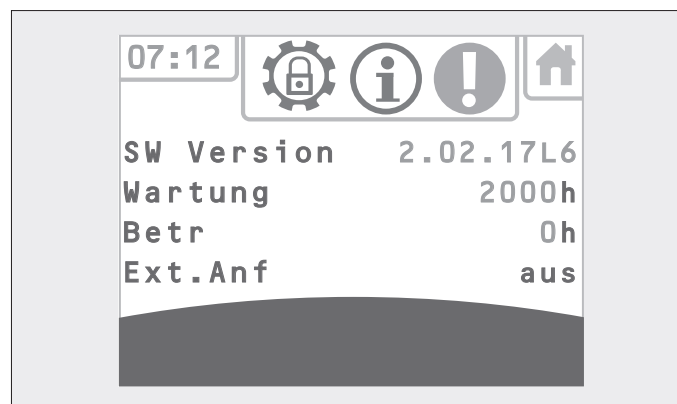 07:12
SW Version 2.02.17L6
Wartung 2000h
Betr 0h
Ext.Anf aus